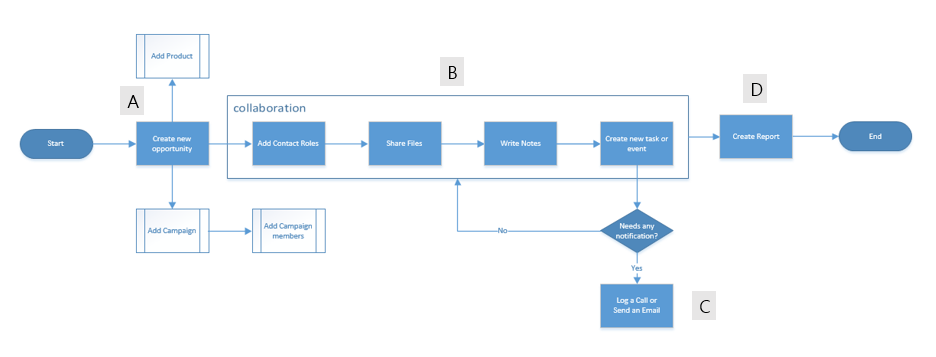 Add Product
A
B
D
collaboration
Start
Create new
opportunity
Add Contact Roles
Share Files
Write Notes
Create new task or
event
Create Report
End
Add Campaign
Add Campaign
members
No
Needs any
notification?
Yes
Log a Call or
Send an Email
C